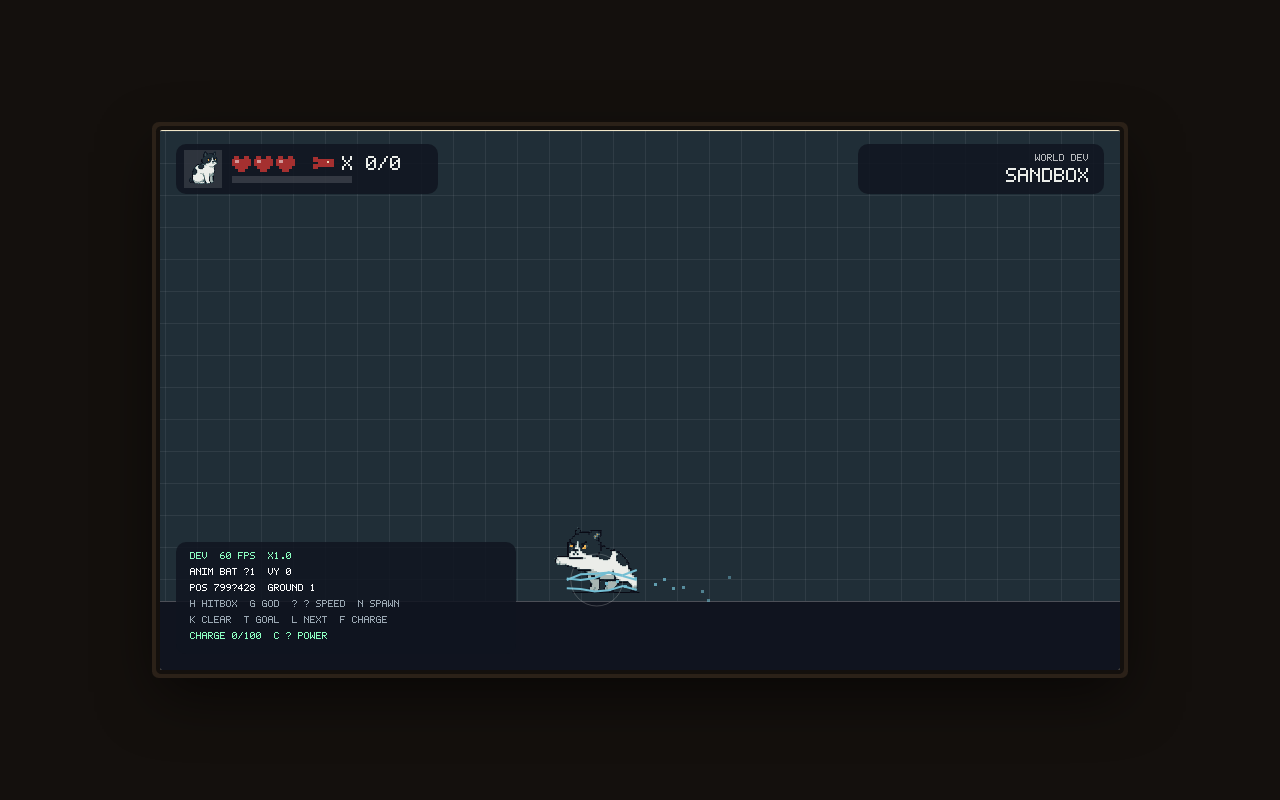 X 0/0
WORLD DEV
SANDBOX
DEV 60 FPS X1.0
ANIM BAT ?1 VY 0
POS 799?428 GROUND 1
H HITBOX G GOD ? ? SPEED N SPAWN
K CLEAR T GOAL L NEXT F CHARGE
CHARGE 0/100 C ? POWER